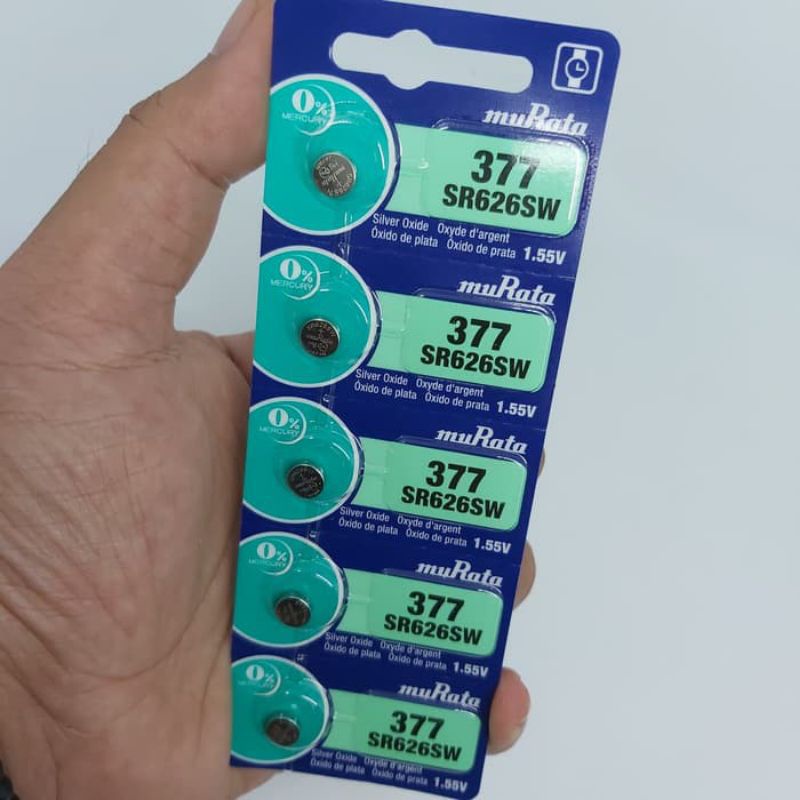 0%
MERCURY
muRata
377
SR626SW
Silver Oxide Oxyde d'argent
Óxido de plata Óxido de prata 1.55V
0%
MERCURY
muRata
377
SR626SW
Silver Oxide Oxyde d'argent
Óxido de plata Óxido de prata 1.55V
0%
MERCURY
muRata
377
SR626SW
Silver Oxide Oxyde d'argent
Óxido de plata Óxido de prata 1.55V
0%
MERCURY
muRata
377
SR626SW
Silver Oxide Oxyde d'argent
Óxido de plata Óxido de prata 1.55V
0%
MERCURY
muRata
377
SR626SW
Silver Oxide Oxyde d'argent
Óxido de plata Óxido de prata 1.55V